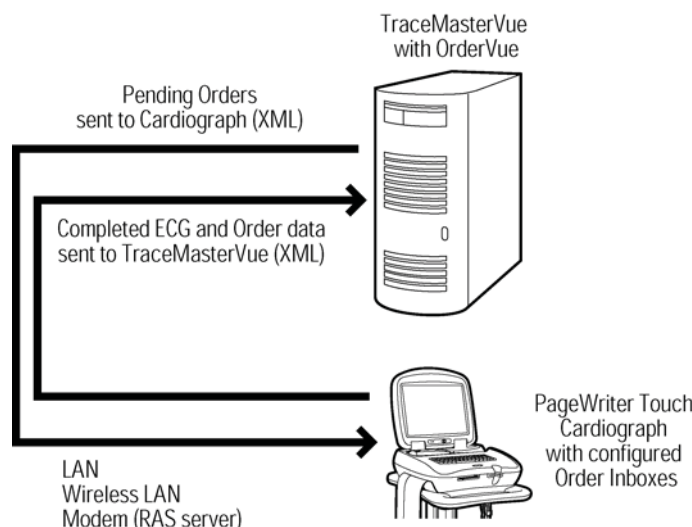 TraceMasterVue
with OrderVue
Pending Orders
sent to Cardiograph (XML)
Completed ECG and Order data
sent to TraceMasterVue (XML)
PageWriter Touch
Cardiograph
with configured
Order Inboxes
LAN
Wireless LAN
Modem (RAS server)